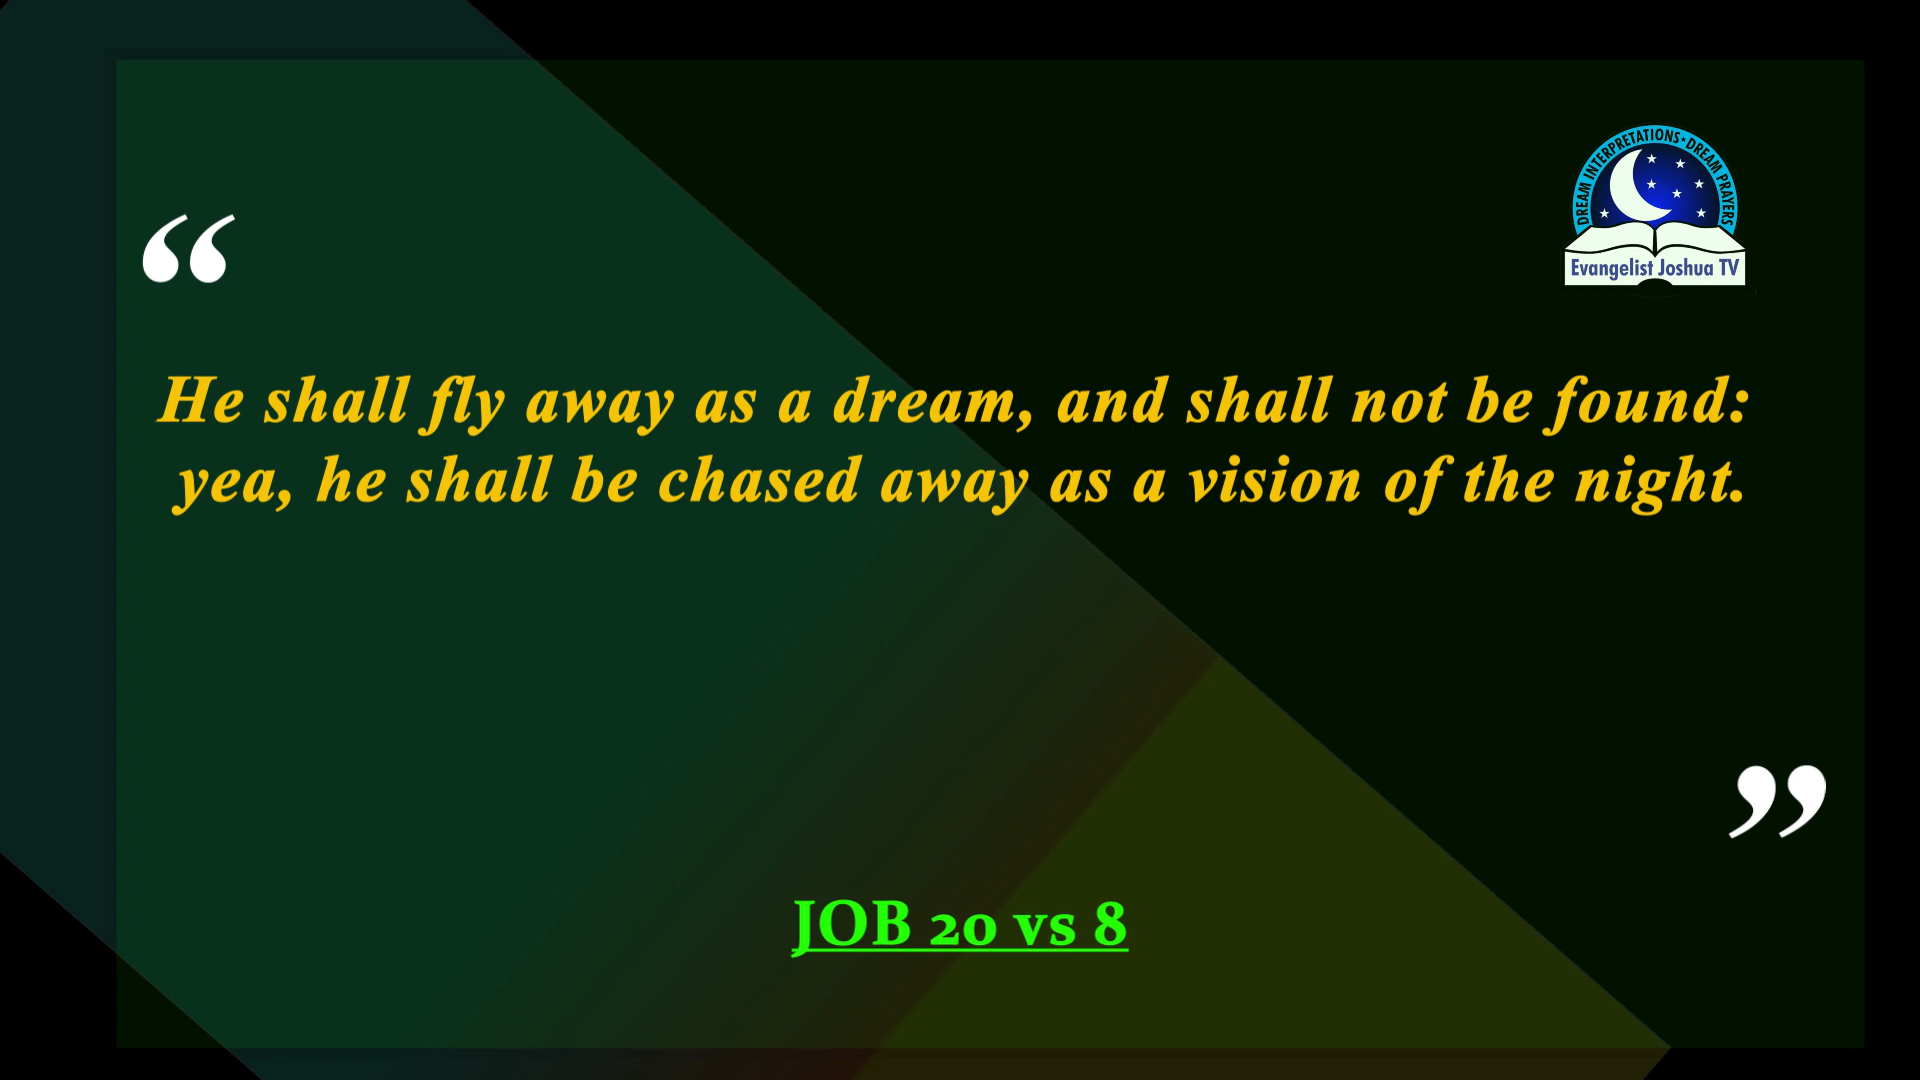 DREAM INTERPRETATIONS • DREAM PRAYERS
Evangelist Joshua TV
“
He shall fly away as a dream, and shall not be found:
yea, he shall be chased away as a vision of the night.
”
JOB 20 vs 8